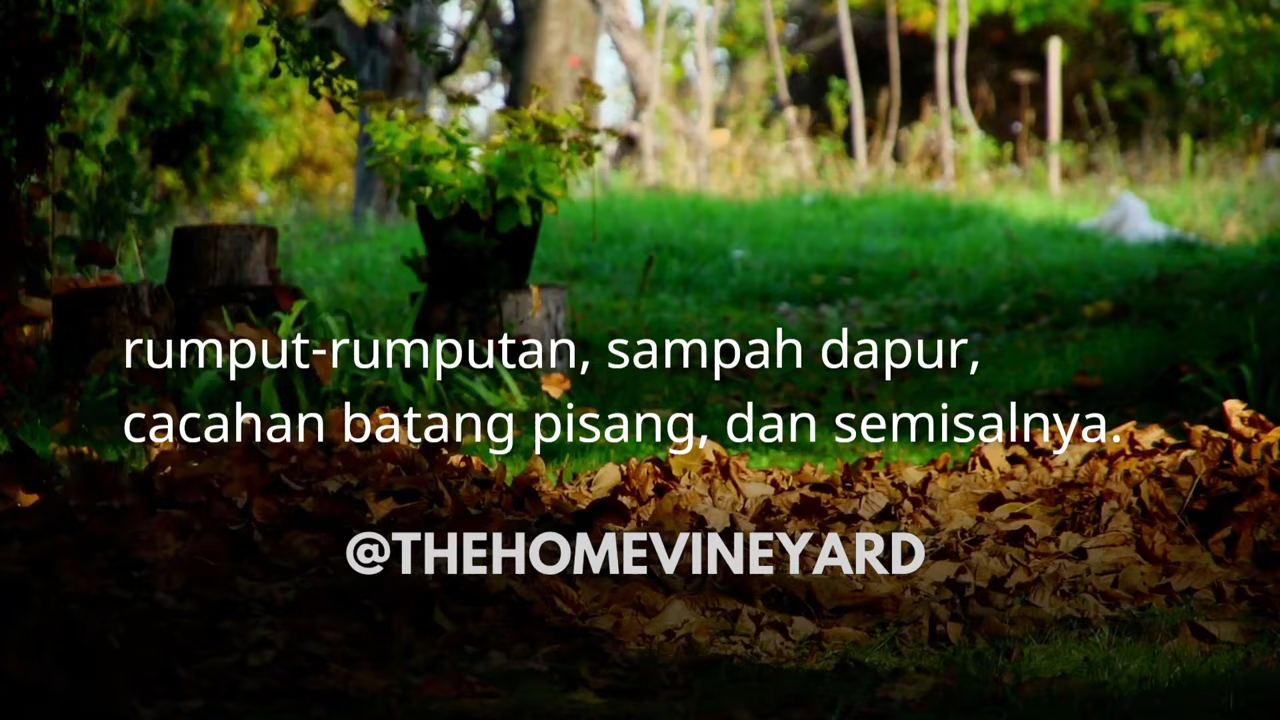 rumput-rumputan, sampah dapur,
cacahan batang pisang, dan semisalnya.
@THEHOMEVINEYARD